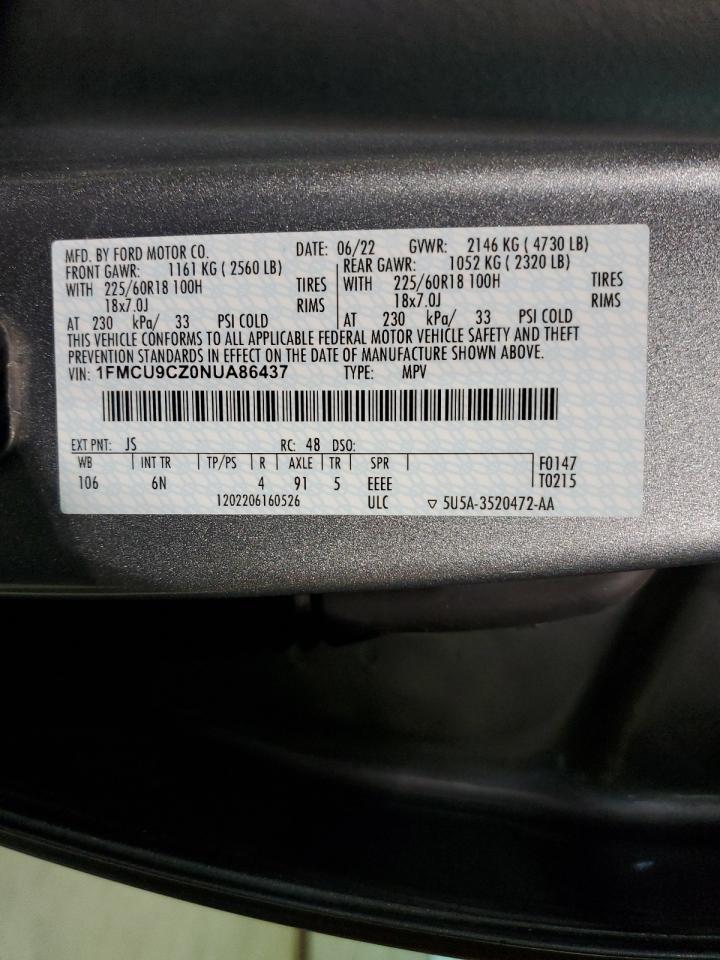 MFD. BY FORD MOTOR CO. DATE: 06/22 GVWR: 2146 KG ( 4730 LB)
FRONT GAWR: 1161 KG ( 2560 LB) REAR GAWR: 1052 KG ( 2320 LB)
WITH 225/60R18 100H TIRES WITH 225/60R18 100H TIRES
18x7.0J RIMS 18x7.0J RIMS
AT 230 kPa/ 33 PSI COLD AT 230 kPa/ 33 PSI COLD
THIS VEHICLE CONFORMS TO ALL APPLICABLE FEDERAL MOTOR VEHICLE SAFETY AND THEFT
PREVENTION STANDARDS IN EFFECT ON THE DATE OF MANUFACTURE SHOWN ABOVE.
VIN: 1FMCU9CZ0NUA86437 TYPE: MPV
EXT PNT: JS RC: 48 DSO:
WB INT TR TP/PS R AXLE TR SPR F0147
106 6N 4 91 5 EEEE T0215
1202206160526 ULC ▽ 5U5A-3520472-AA